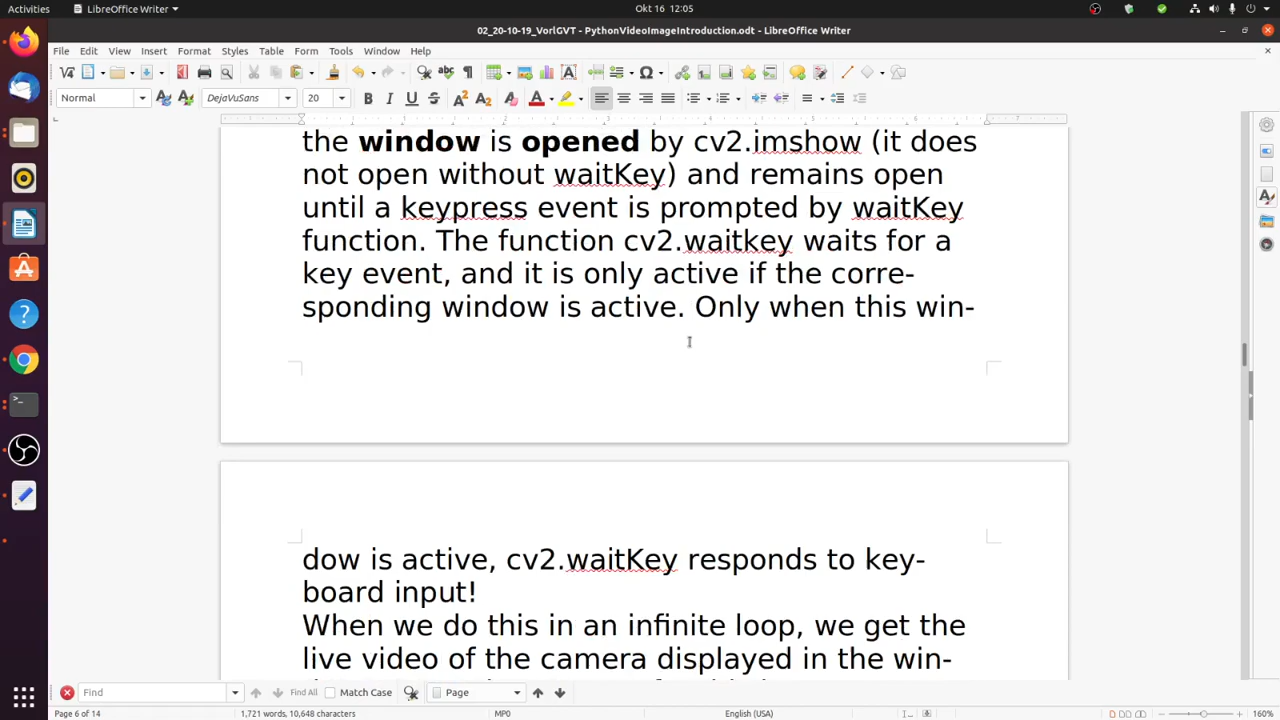 Activities
LibreOffice Writer
Okt 16 12:05
02_20-10-19_VorlGVT - PythonVideoImageIntroduction.odt - LibreOffice Writer
File Edit View Insert Format Styles Table Form Tools Window Help
Normal
DejaVuSans
20
the window is opened by cv2.imshow (it does
not open without waitKey) and remains open
until a keypress event is prompted by waitKey
function. The function cv2.waitkey waits for a
key event, and it is only active if the corre-
sponding window is active. Only when this win-
dow is active, cv2.waitKey responds to key-
board input!
When we do this in an infinite loop, we get the
live video of the camera displayed in the win-
Find
Find All
Match Case
Page
Page 6 of 14
1,721 words, 10,648 characters
MP0
English (USA)
160%